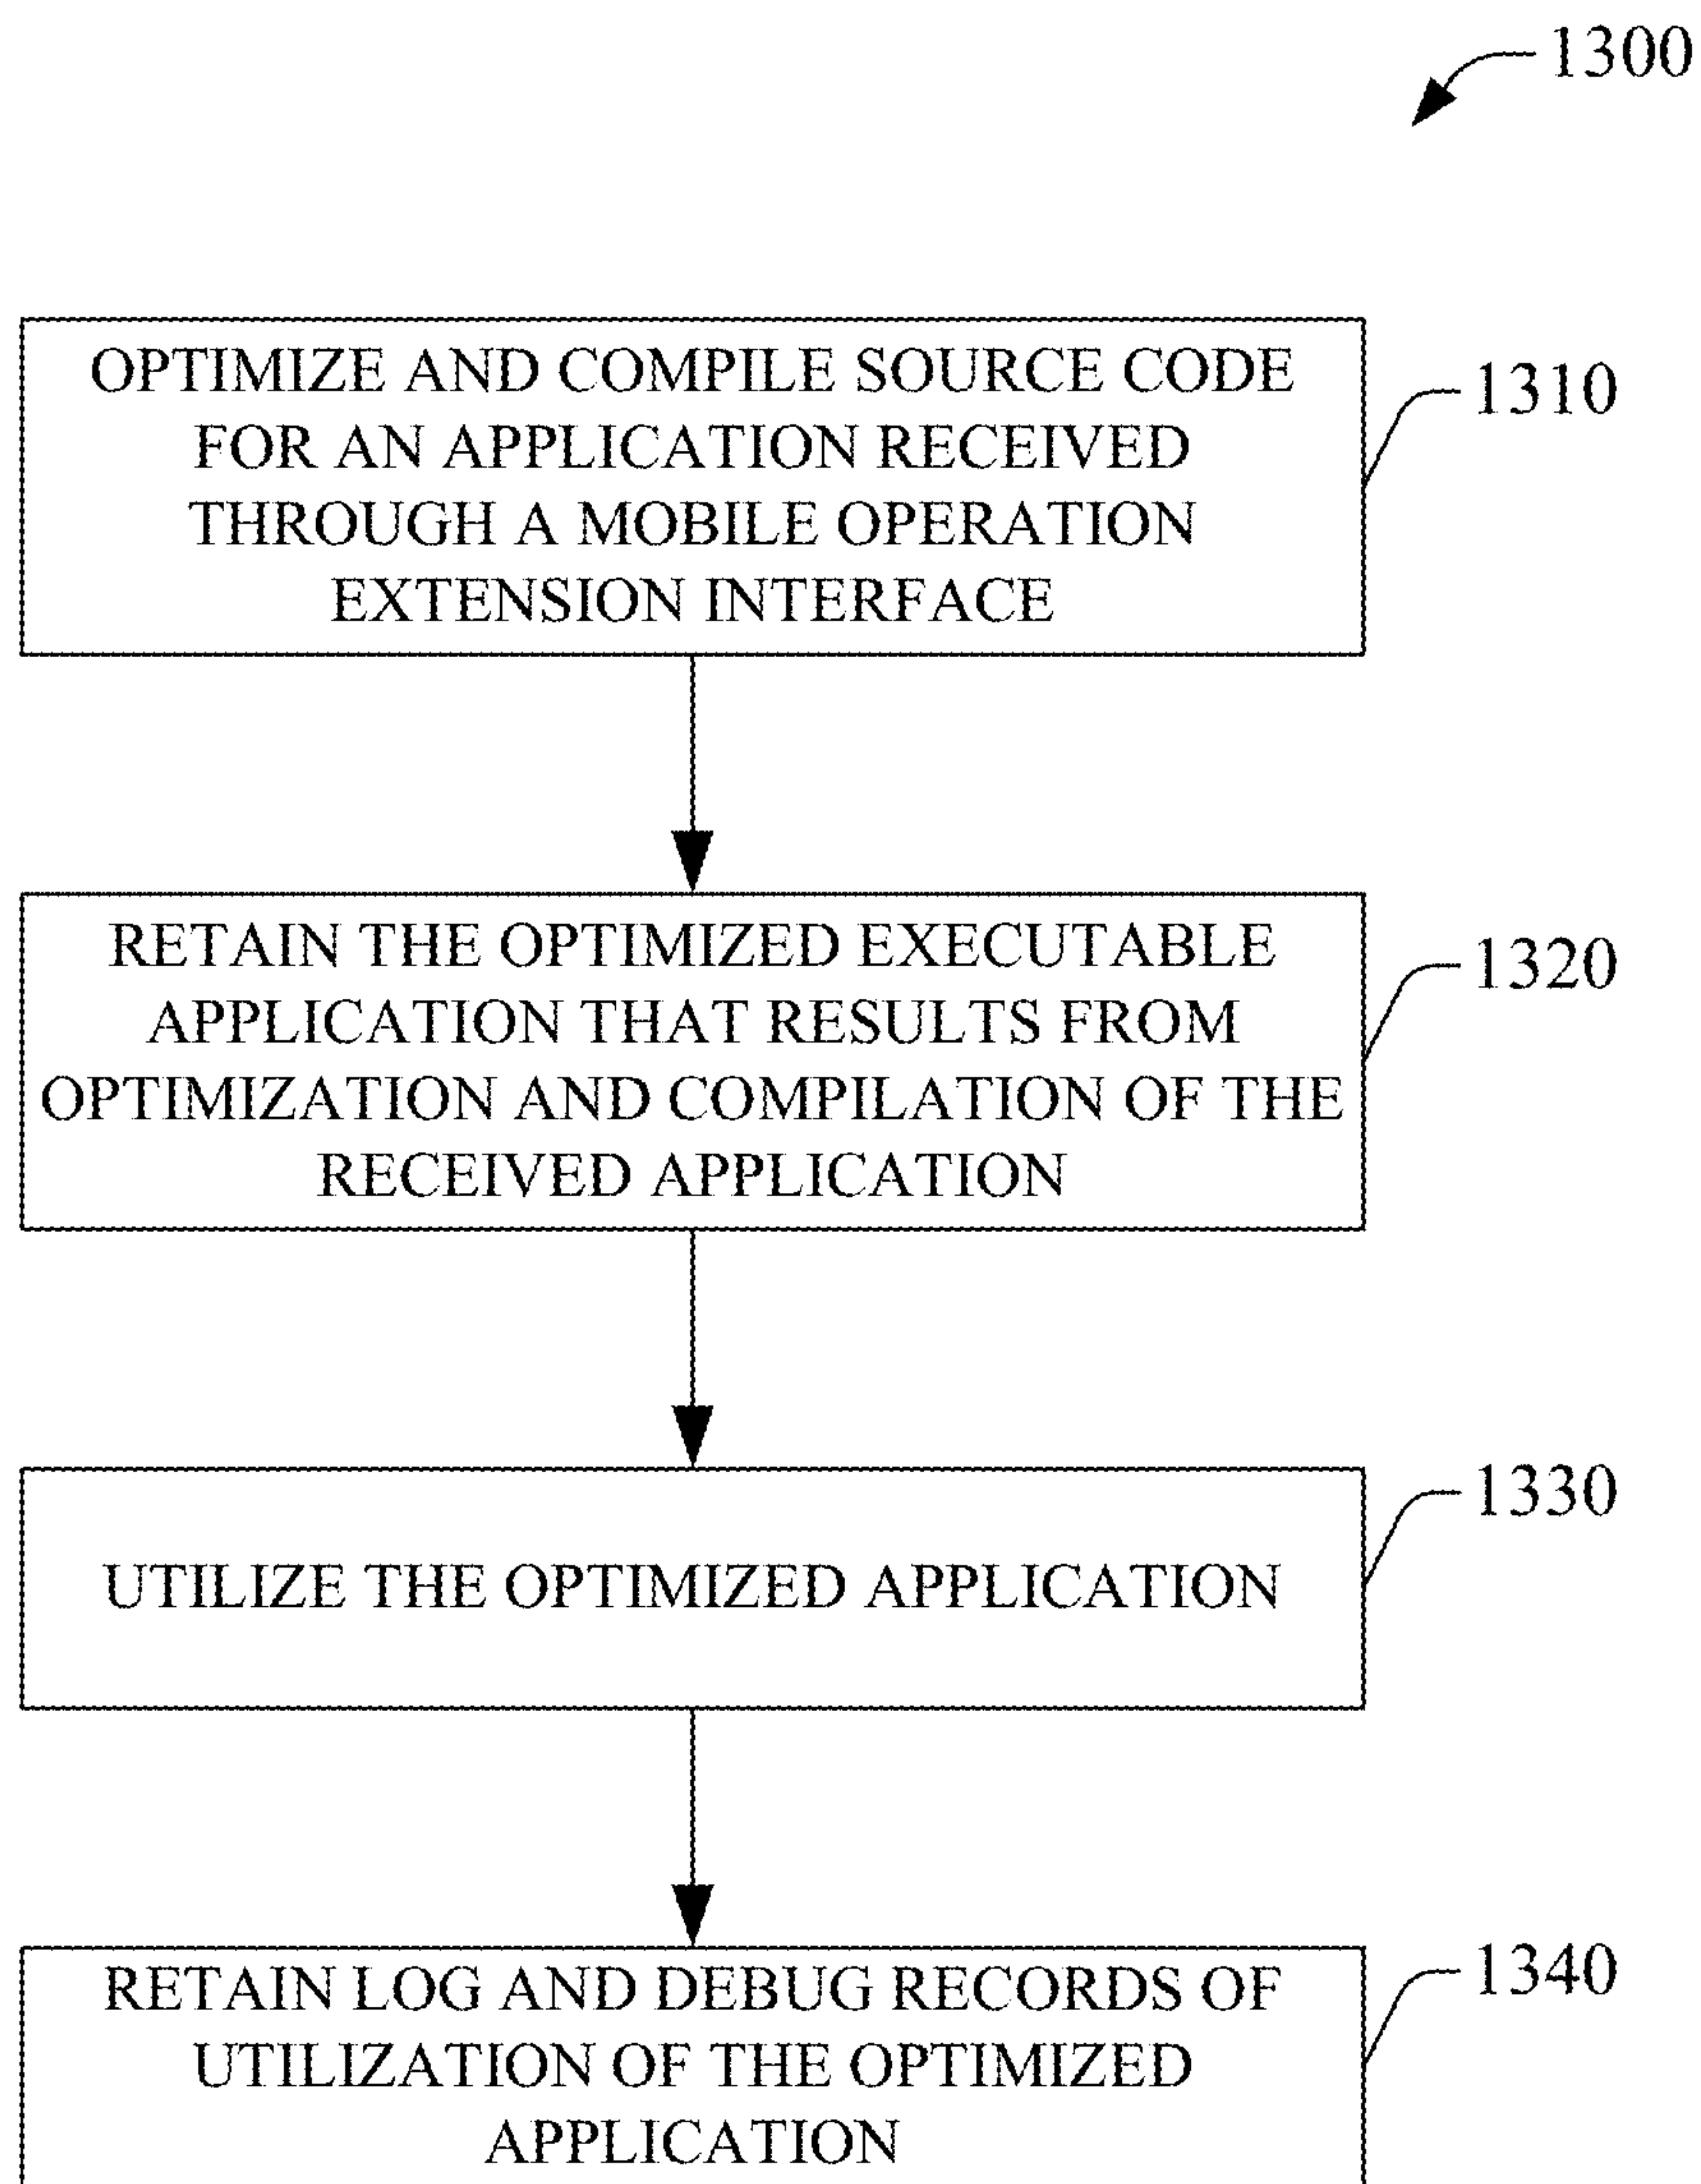 1300
OPTIMIZE AND COMPILE SOURCE CODE
FOR AN APPLICATION RECEIVED
THROUGH A MOBILE OPERATION
EXTENSION INTERFACE
1310
RETAIN THE OPTIMIZED EXECUTABLE
APPLICATION THAT RESULTS FROM
OPTIMIZATION AND COMPILATION OF THE
RECEIVED APPLICATION
1320
UTILIZE THE OPTIMIZED APPLICATION
1330
RETAIN LOG AND DEBUG RECORDS OF
UTILIZATION OF THE OPTIMIZED
APPLICATION
1340